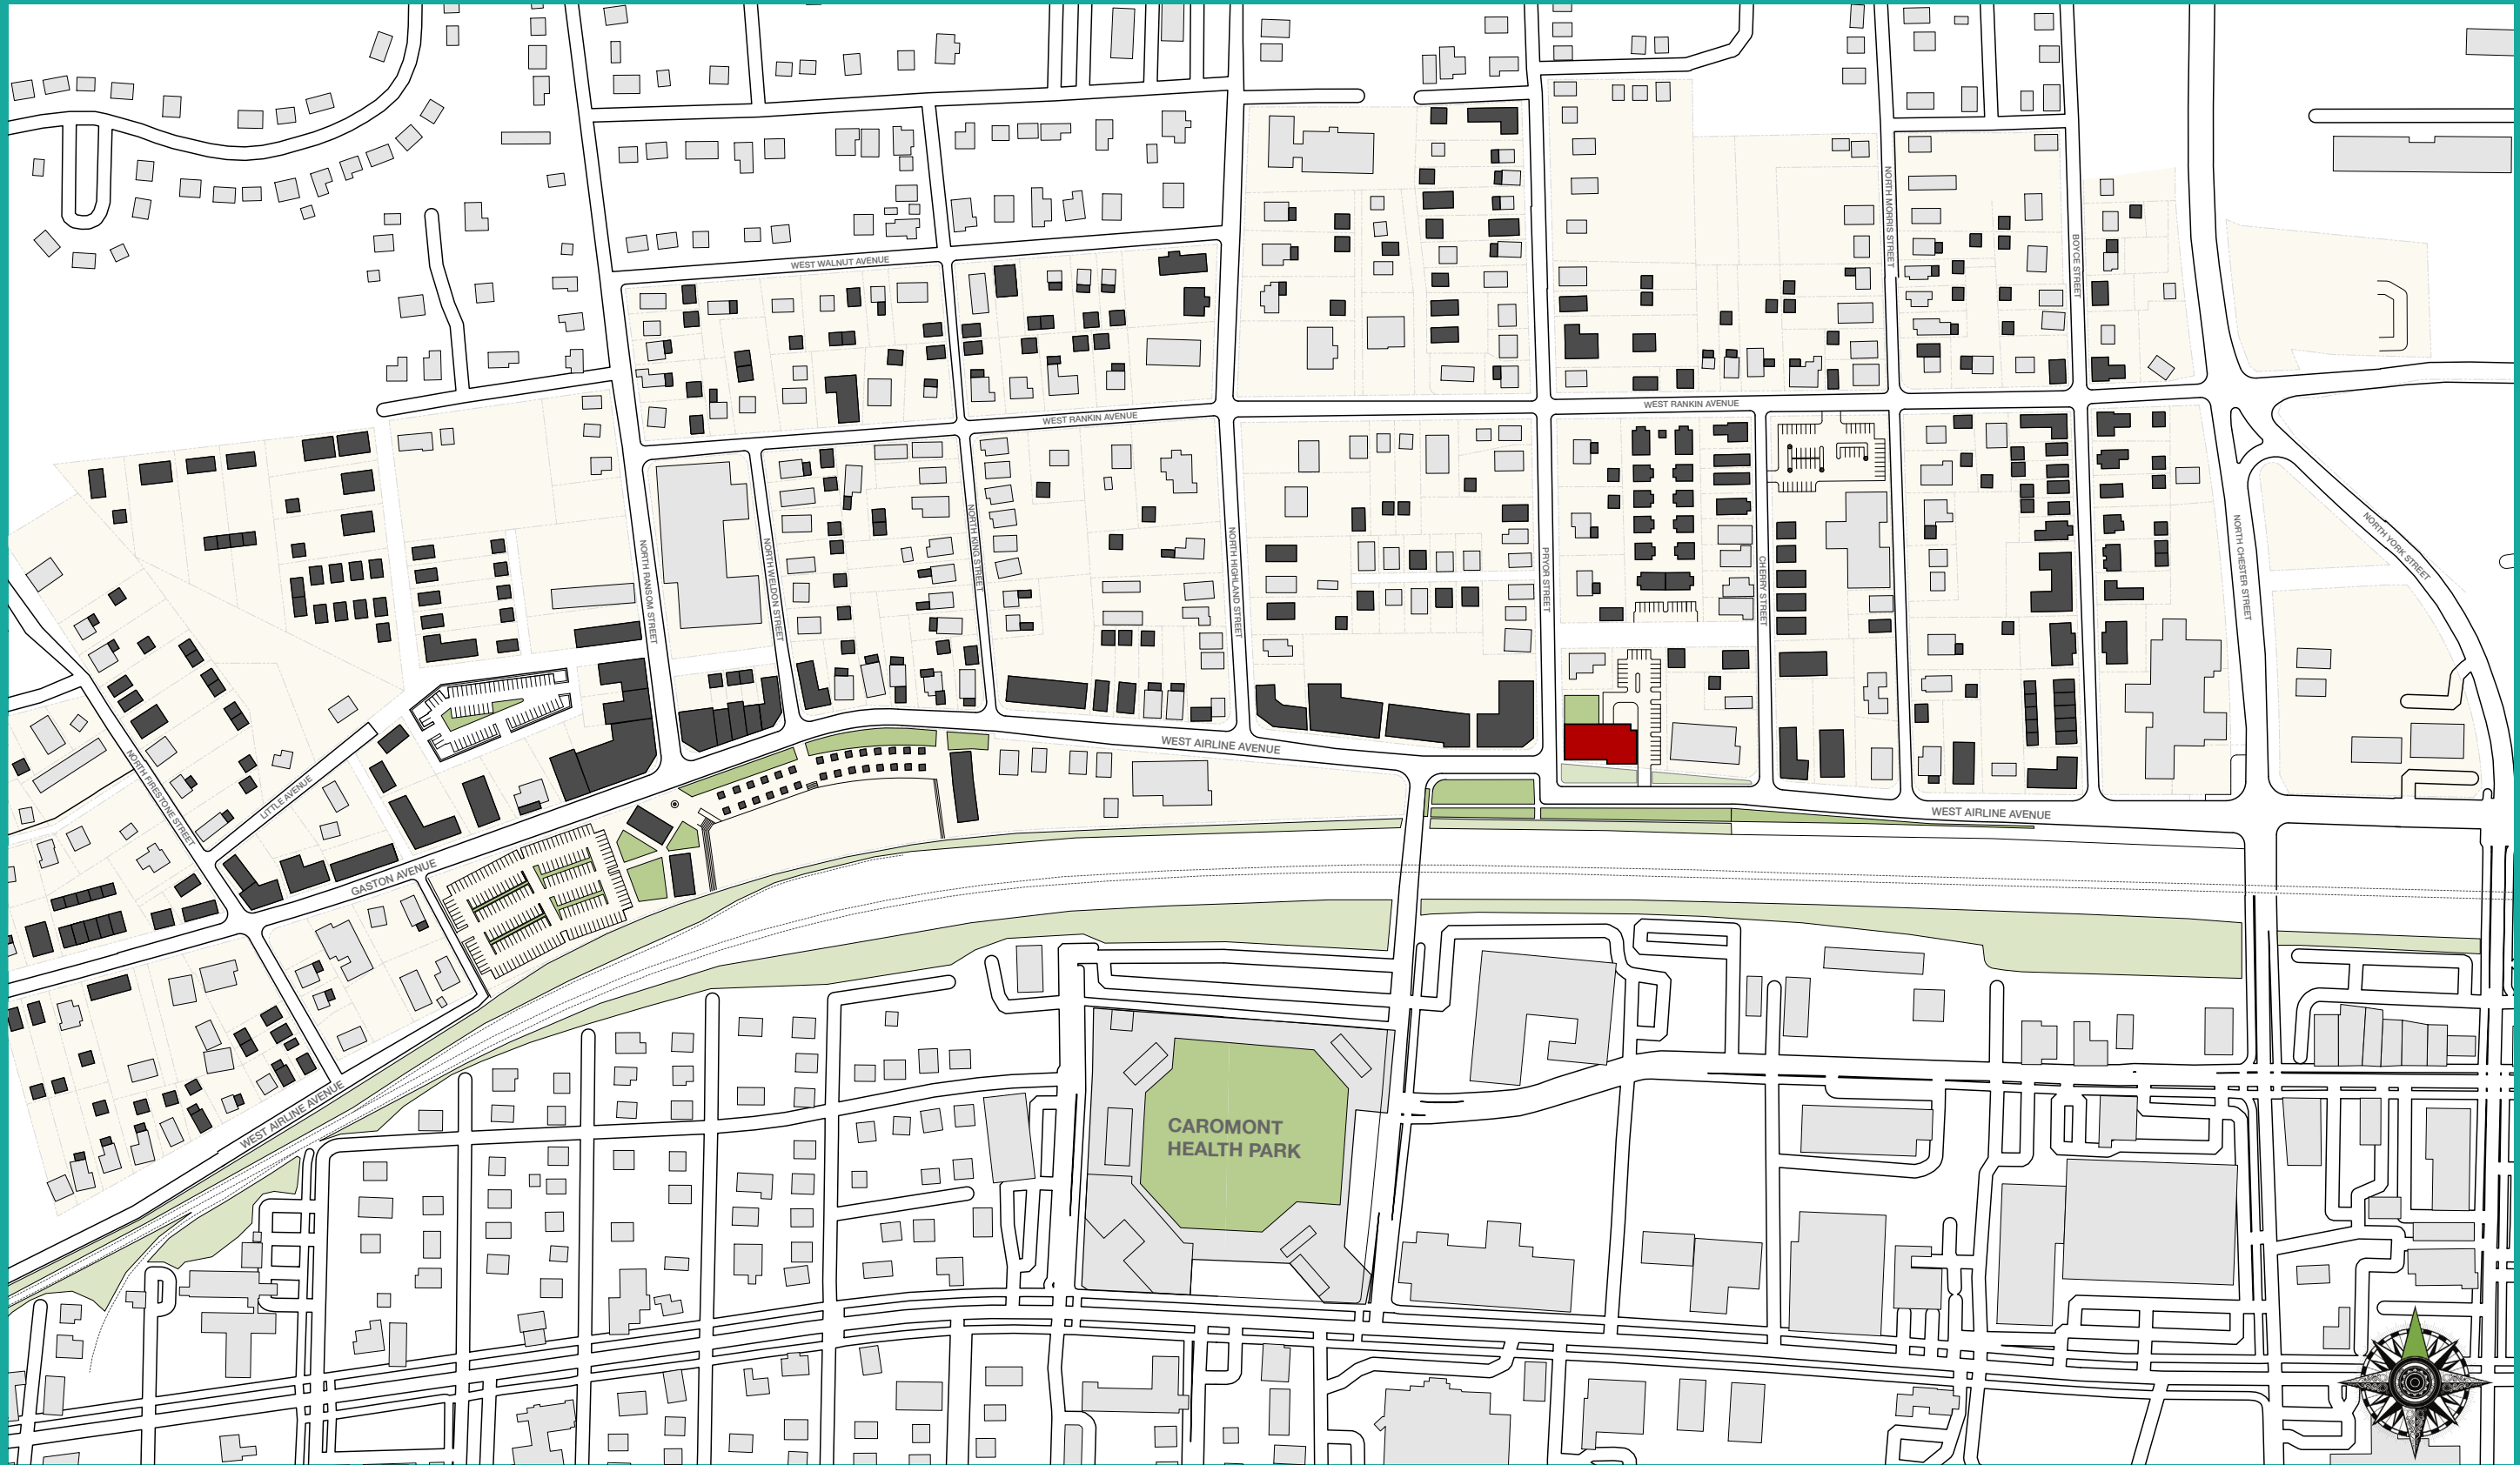 NORTH MORRIS STREET
BOYCE STREET
WEST WALNUT AVENUE
WEST RANKIN AVENUE
WEST RANKIN AVENUE
NORTH RANSOM STREET
NORTH WELDON STREET
NORTH KING STREET
NORTH HIGHLAND STREET
PRYOR STREET
CHERRY STREET
NORTH CHESTER STREET
NORTH YORK STREET
NORTH FIRESTONE STREET
LITTLE AVENUE
WEST AIRLINE AVENUE
WEST AIRLINE AVENUE
GASTON AVENUE
WEST AIRLINE AVENUE
CAROMONT
HEALTH PARK